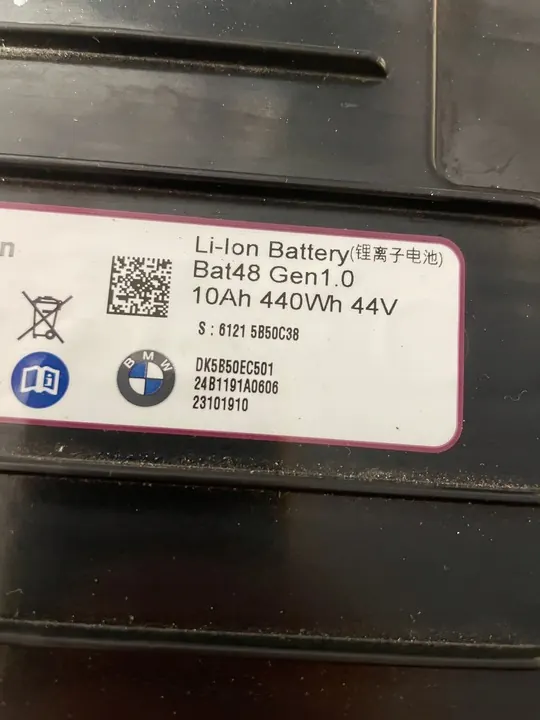 n
Li-Ion Battery(锂离子电池)
Bat48 Gen1.0
10Ah 440Wh 44V
S : 6121 5B50C38
BMW
DK5B50EC501
24B1191A0606
23101910